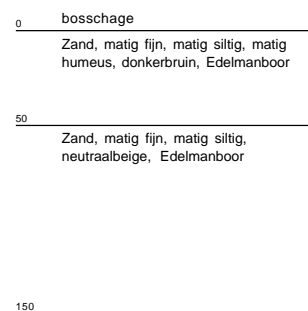 0 bosschage
Zand, matig fijn, matig siltig, matig
humeus, donkerbruin, Edelmanboor
50
Zand, matig fijn, matig siltig,
neutraalbeige, Edelmanboor
150